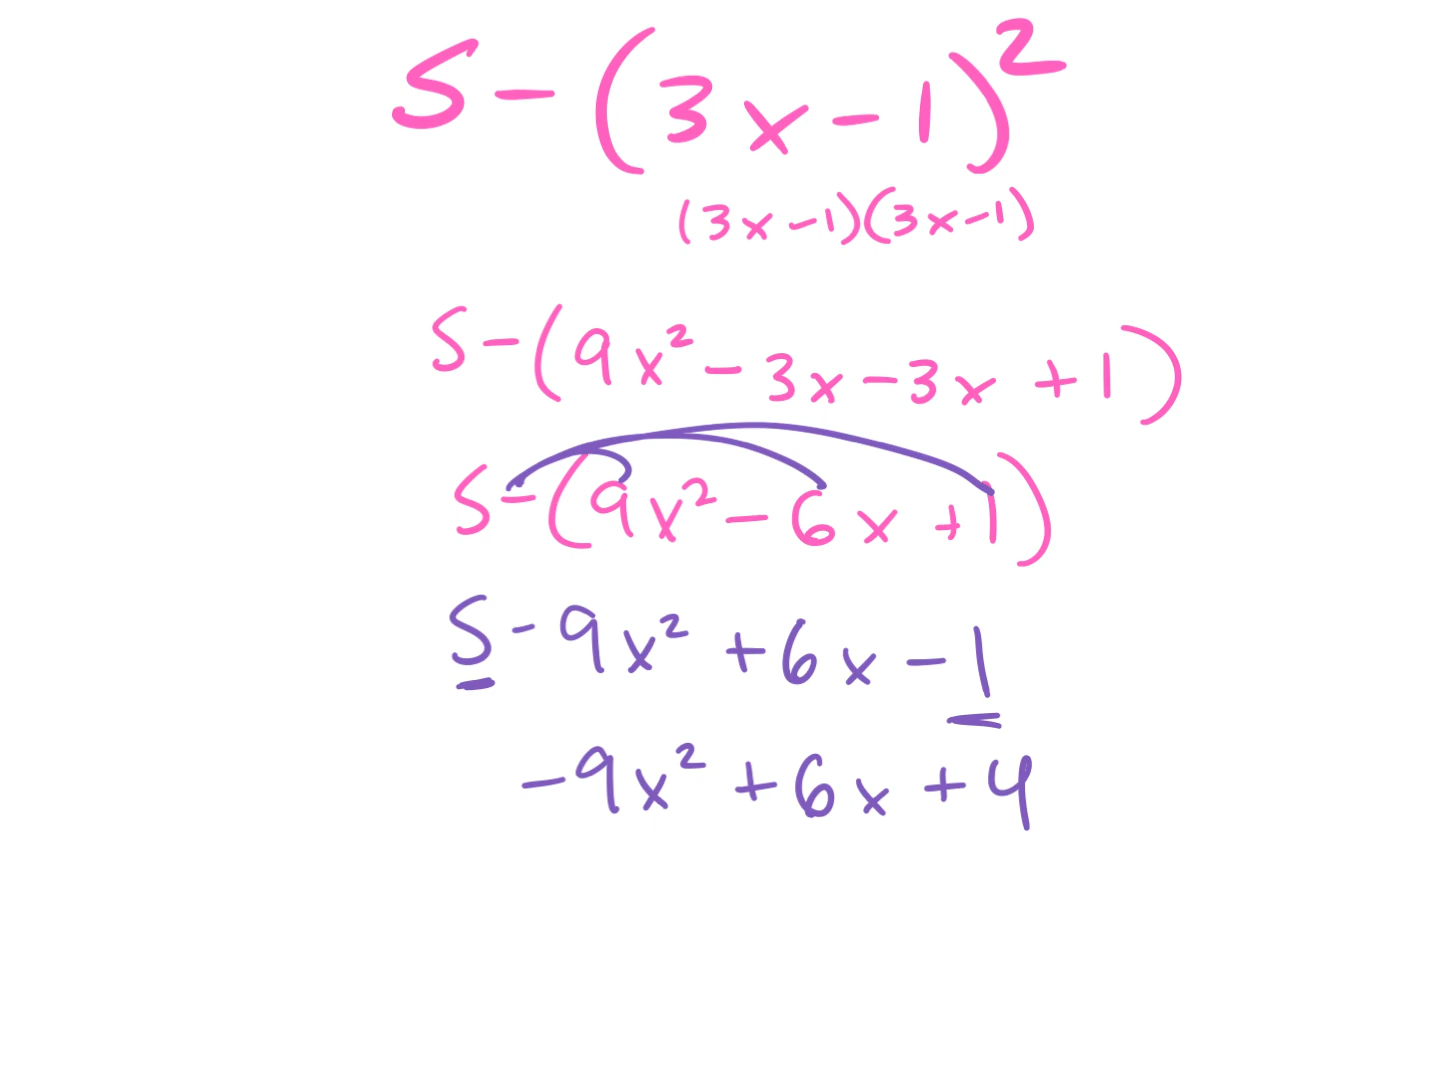 5 - (3x - 1)²
(3x - 1)(3x - 1)
5 - (9x² - 3x - 3x + 1)
5 - (9x² - 6x + 1)
5 - 9x² + 6x - 1
- 9x² + 6x + 4